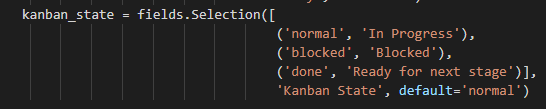 kanban_state = fields.Selection([
('normal', 'In Progress'),
('blocked', 'Blocked'),
('done', 'Ready for next stage')],
'Kanban State', default='normal')